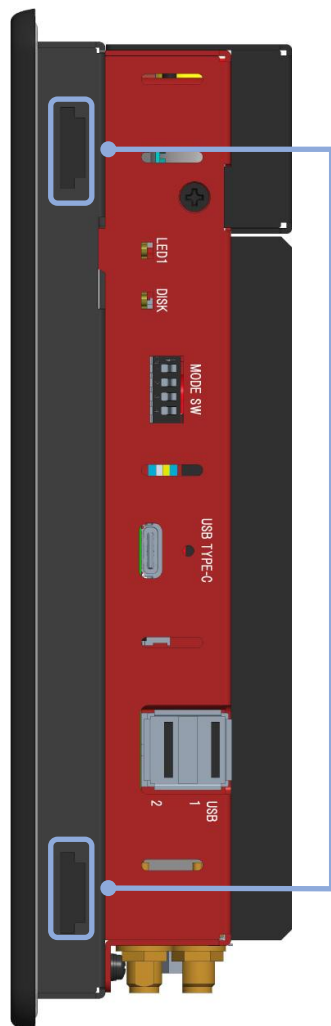 LED1
DISK
MODE SW
USB TYPE-C
USB
1
2